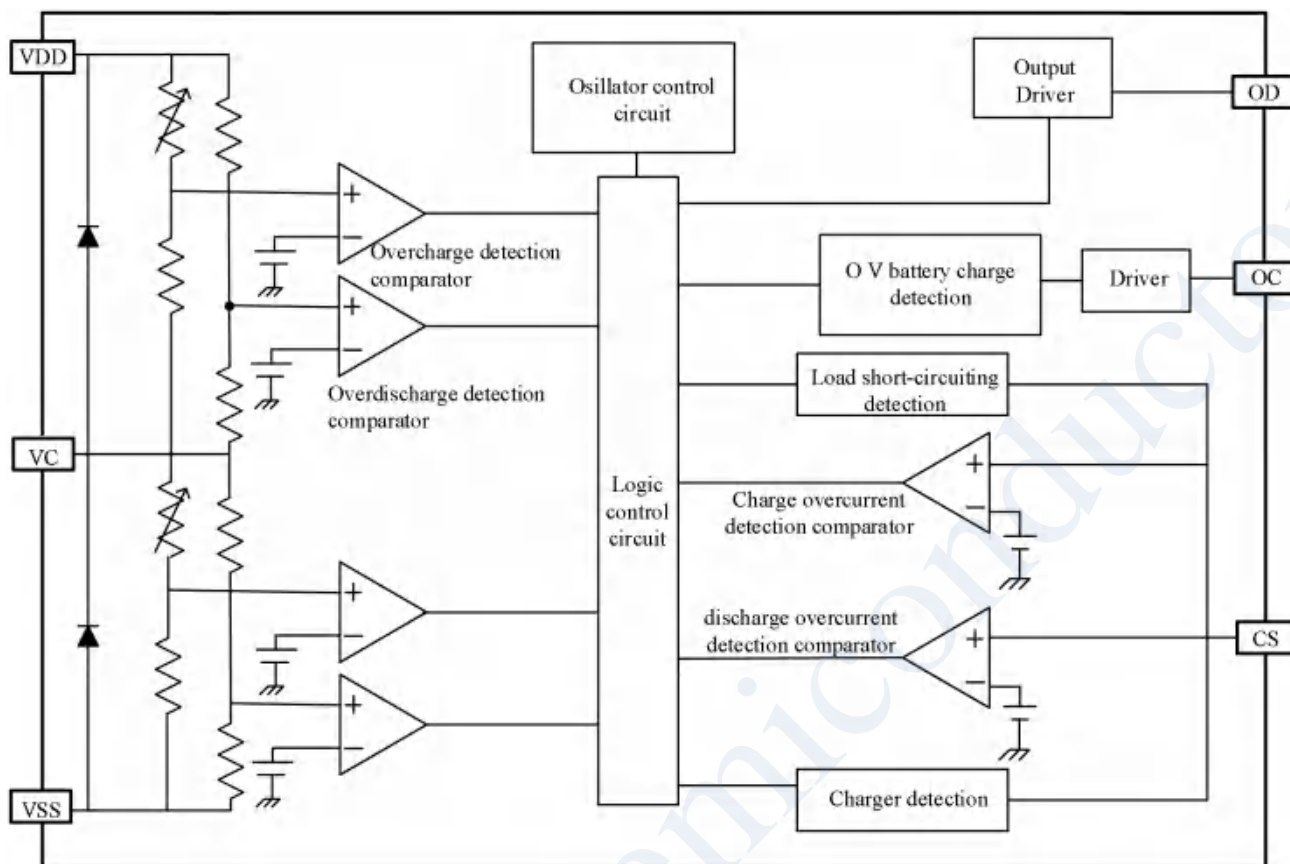 VDD
Osillator control
circuit
Output
Driver
OD
+
−
Overcharge detection
comparator
O V battery charge
detection
Driver
OC
+
−
Overdischarge detection
comparator
Load short-circuiting
detection
VC
Logic
control
circuit
Charge overcurrent
detection comparator
+
−
+
−
discharge overcurrent
detection comparator
+
−
CS
+
−
Charger detection
VSS
emiconductor